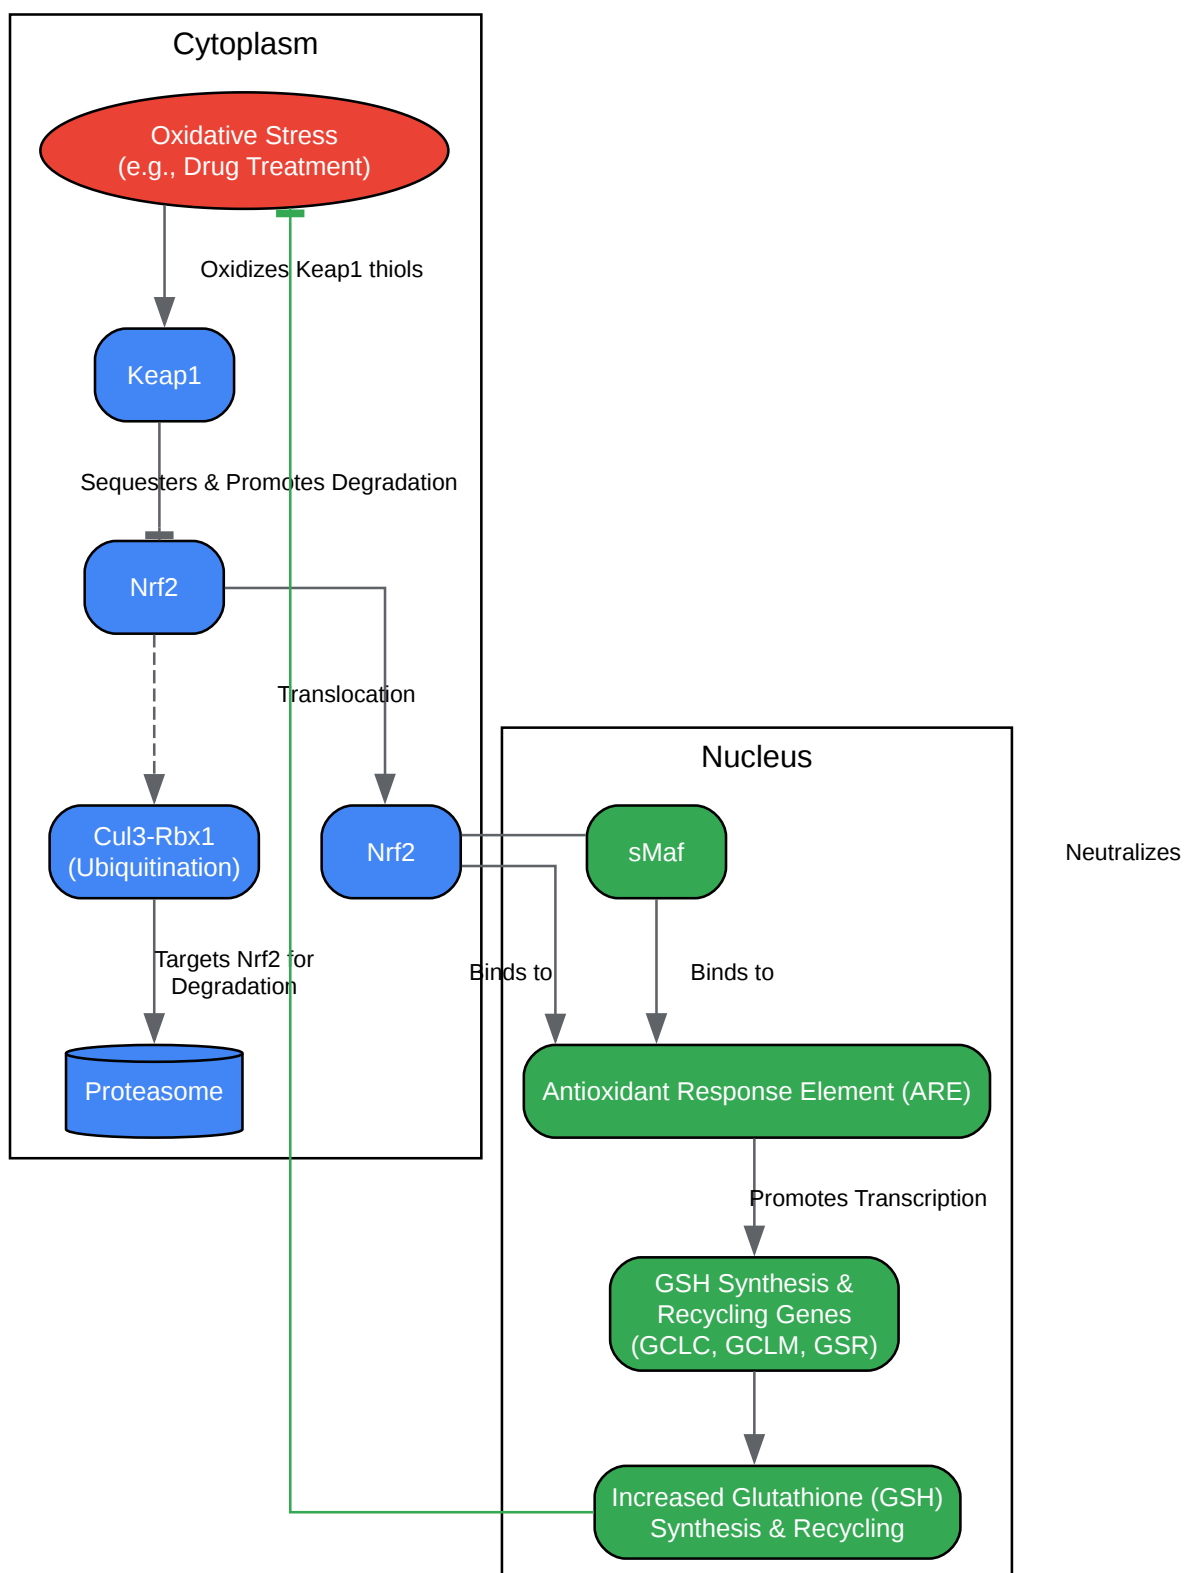 Cytoplasm
Oxidative Stress
(e.g., Drug Treatment)
Oxidizes Keap1 thiols
Keap1
Sequesters & Promotes Degradation
Nrf2
Translocation
Nucleus
Cul3-Rbx1
(Ubiquitination)
Nrf2
sMaf
Neutralizes
Targets Nrf2 for
Degradation
Binds to
Binds to
Proteasome
Antioxidant Response Element (ARE)
Promotes Transcription
GSH Synthesis &
Recycling Genes
(GCLC, GCLM, GSR)
Increased Glutathione (GSH)
Synthesis & Recycling